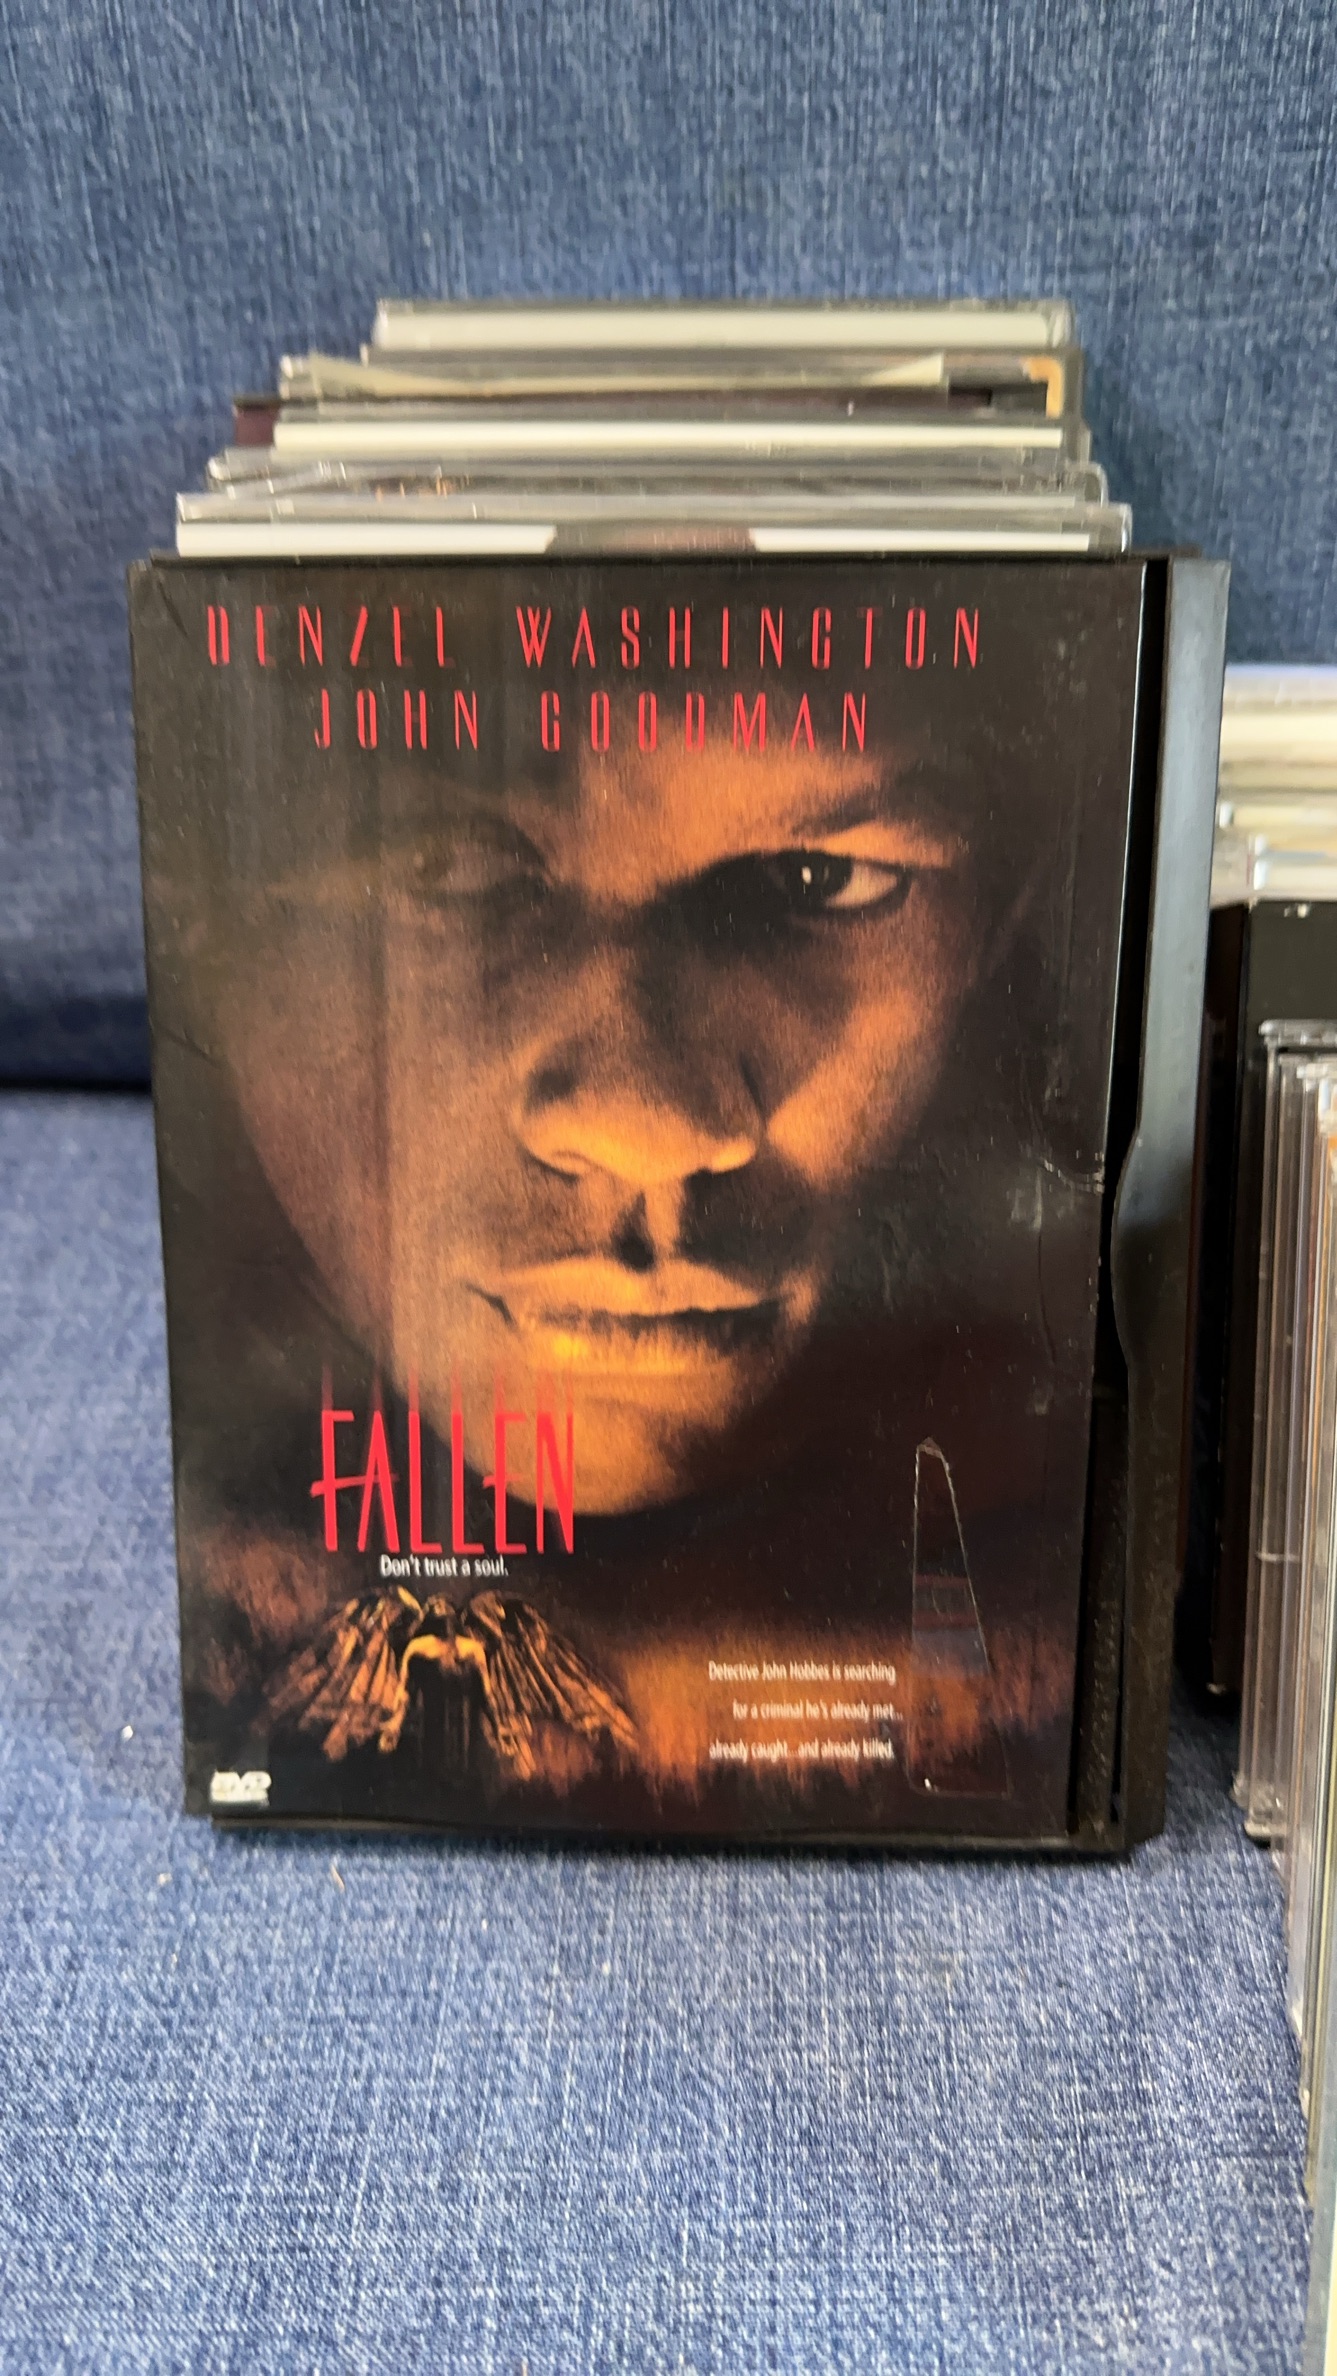 DENZEL WASHINGTON
JOHN GOODMAN
FALLEN
Don't trust a soul.
Detective John Hobbes is searching
for a criminal he's already met...
already caught...and already killed.
DVD